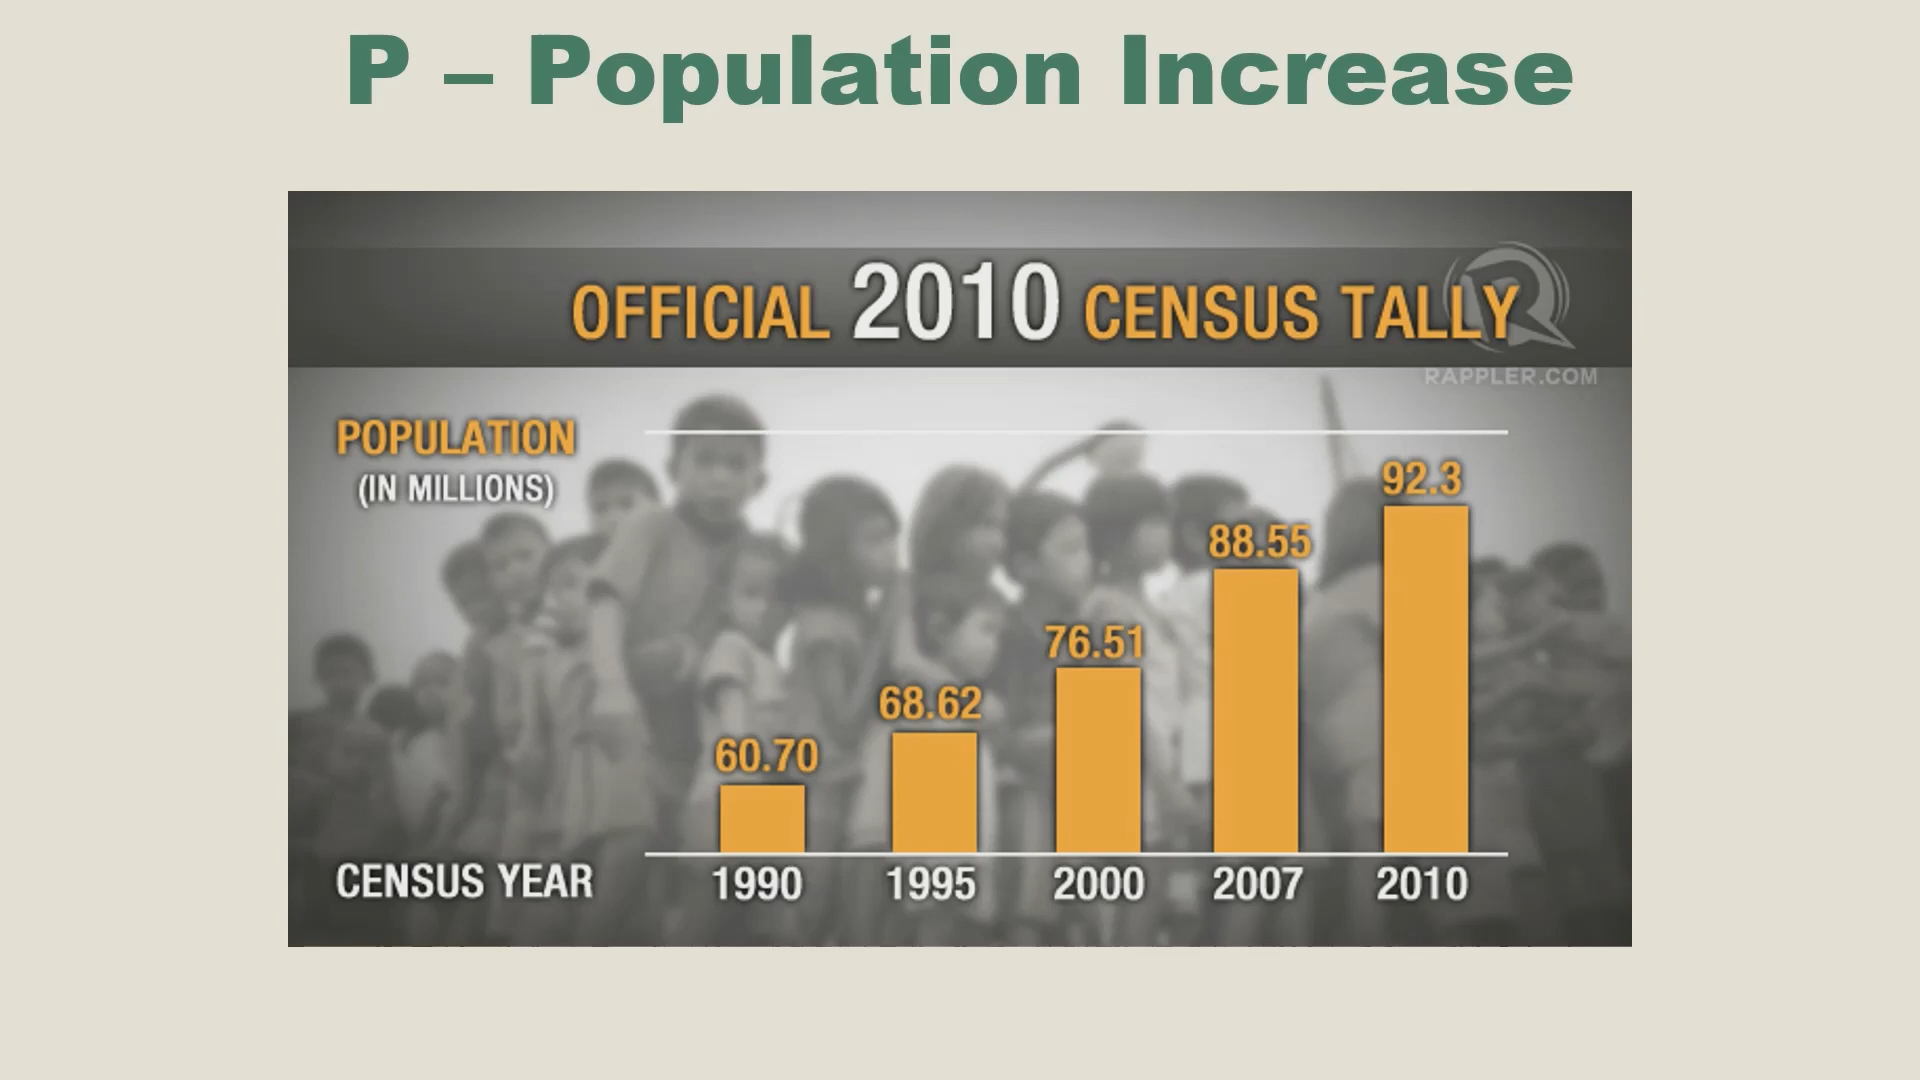 P – Population Increase
OFFICIAL 2010 CENSUS TALLY
RAPPLER.COM
POPULATION
(IN MILLIONS)
60.70
68.62
76.51
88.55
92.3
CENSUS YEAR 1990 1995 2000 2007 2010